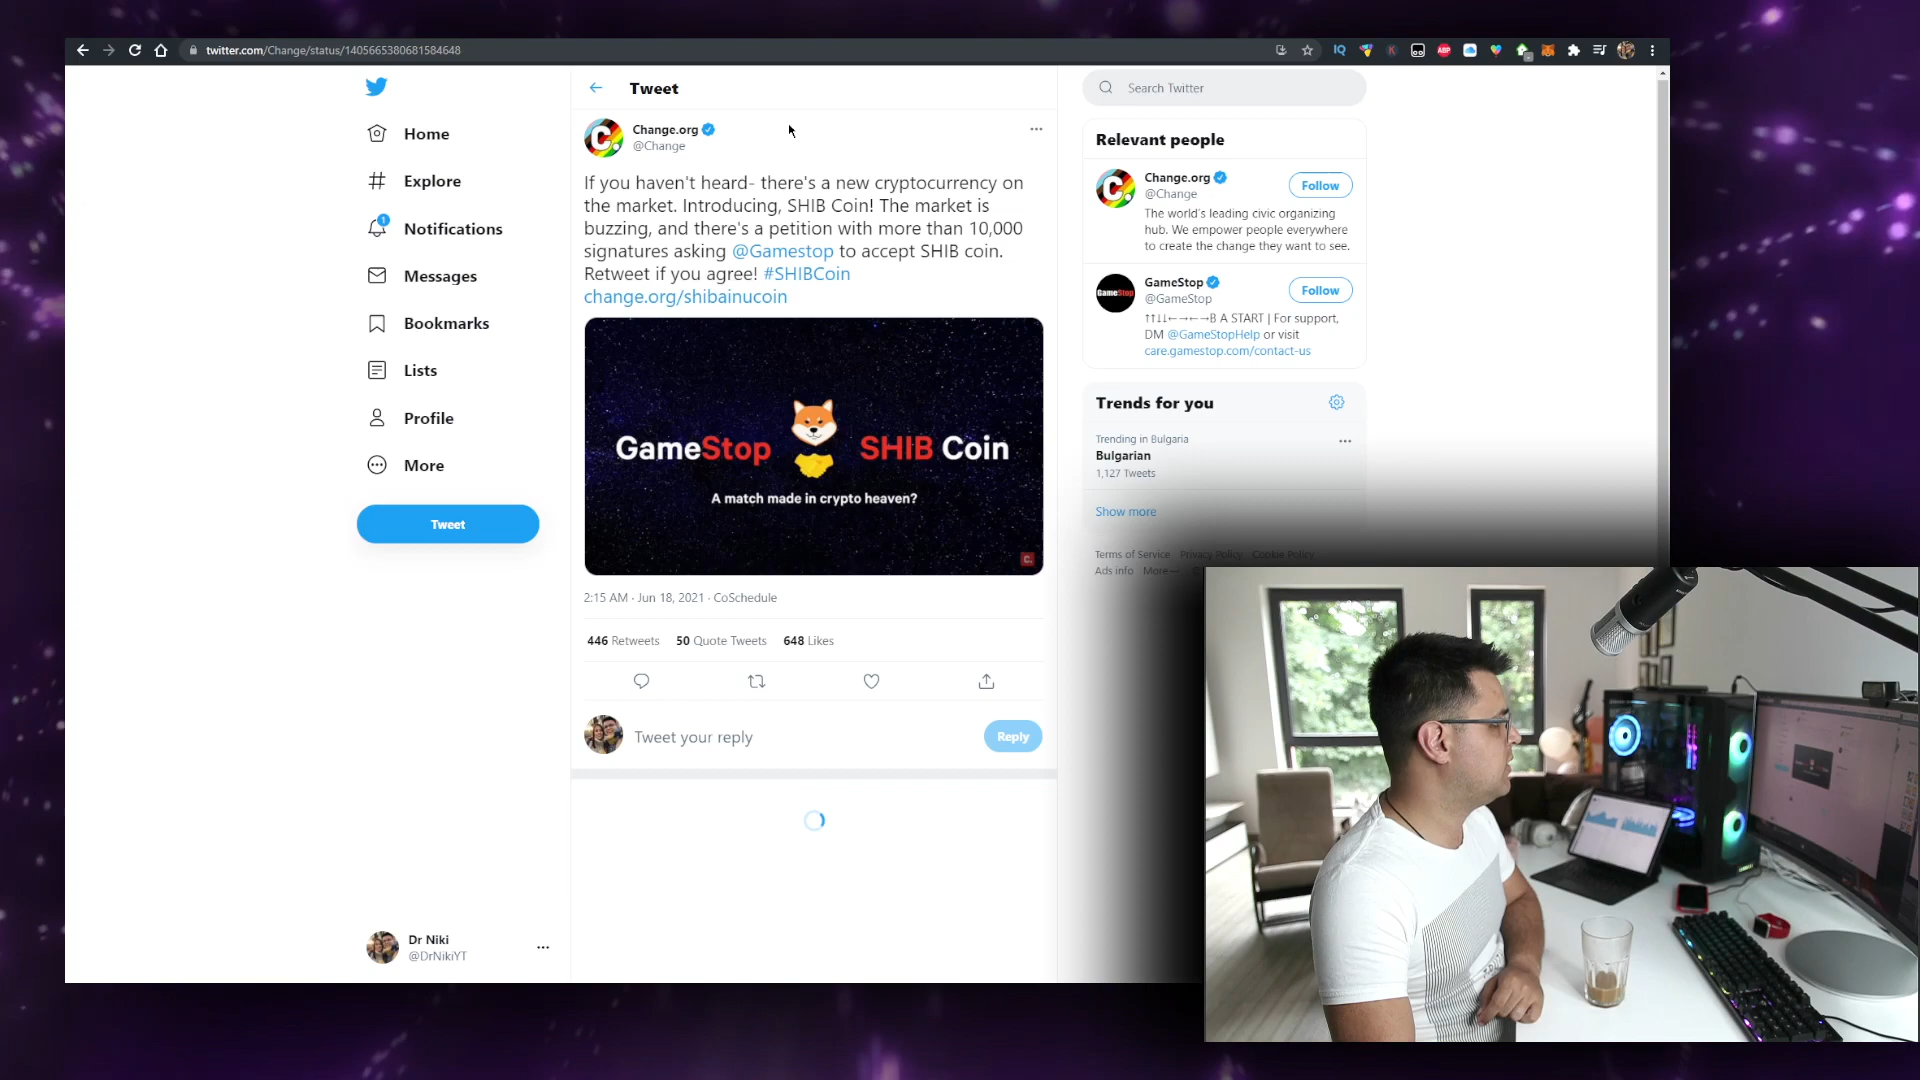 twitter.com/Change/status/1405665380681584648
Tweet
Search Twitter
Home
Explore
1
Notifications
Messages
Bookmarks
Lists
Profile
More
Tweet
Dr Niki
@DrNikiYT
Change.org
@Change
If you haven't heard- there's a new cryptocurrency on
the market. Introducing, SHIB Coin! The market is
buzzing, and there's a petition with more than 10,000
signatures asking @Gamestop to accept SHIB coin.
Retweet if you agree! #SHIBCoin
change.org/shibainucoin
GameStop SHIB Coin
A match made in crypto heaven?
C.
2:15 AM · Jun 18, 2021 · CoSchedule
446 Retweets 50 Quote Tweets 648 Likes
Tweet your reply
Reply
Relevant people
Change.org
@Change
Follow
The world's leading civic organizing
hub. We empower people everywhere
to create the change they want to see.
GameStop
@GameStop
Follow
↑↑↓↓←→←→B A START | For support,
DM @GameStopHelp or visit
care.gamestop.com/contact-us
Trends for you
Trending in Bulgaria
Bulgarian
1,127 Tweets
Show more
Terms of Service Privacy Policy Cookie Policy
Ads info More